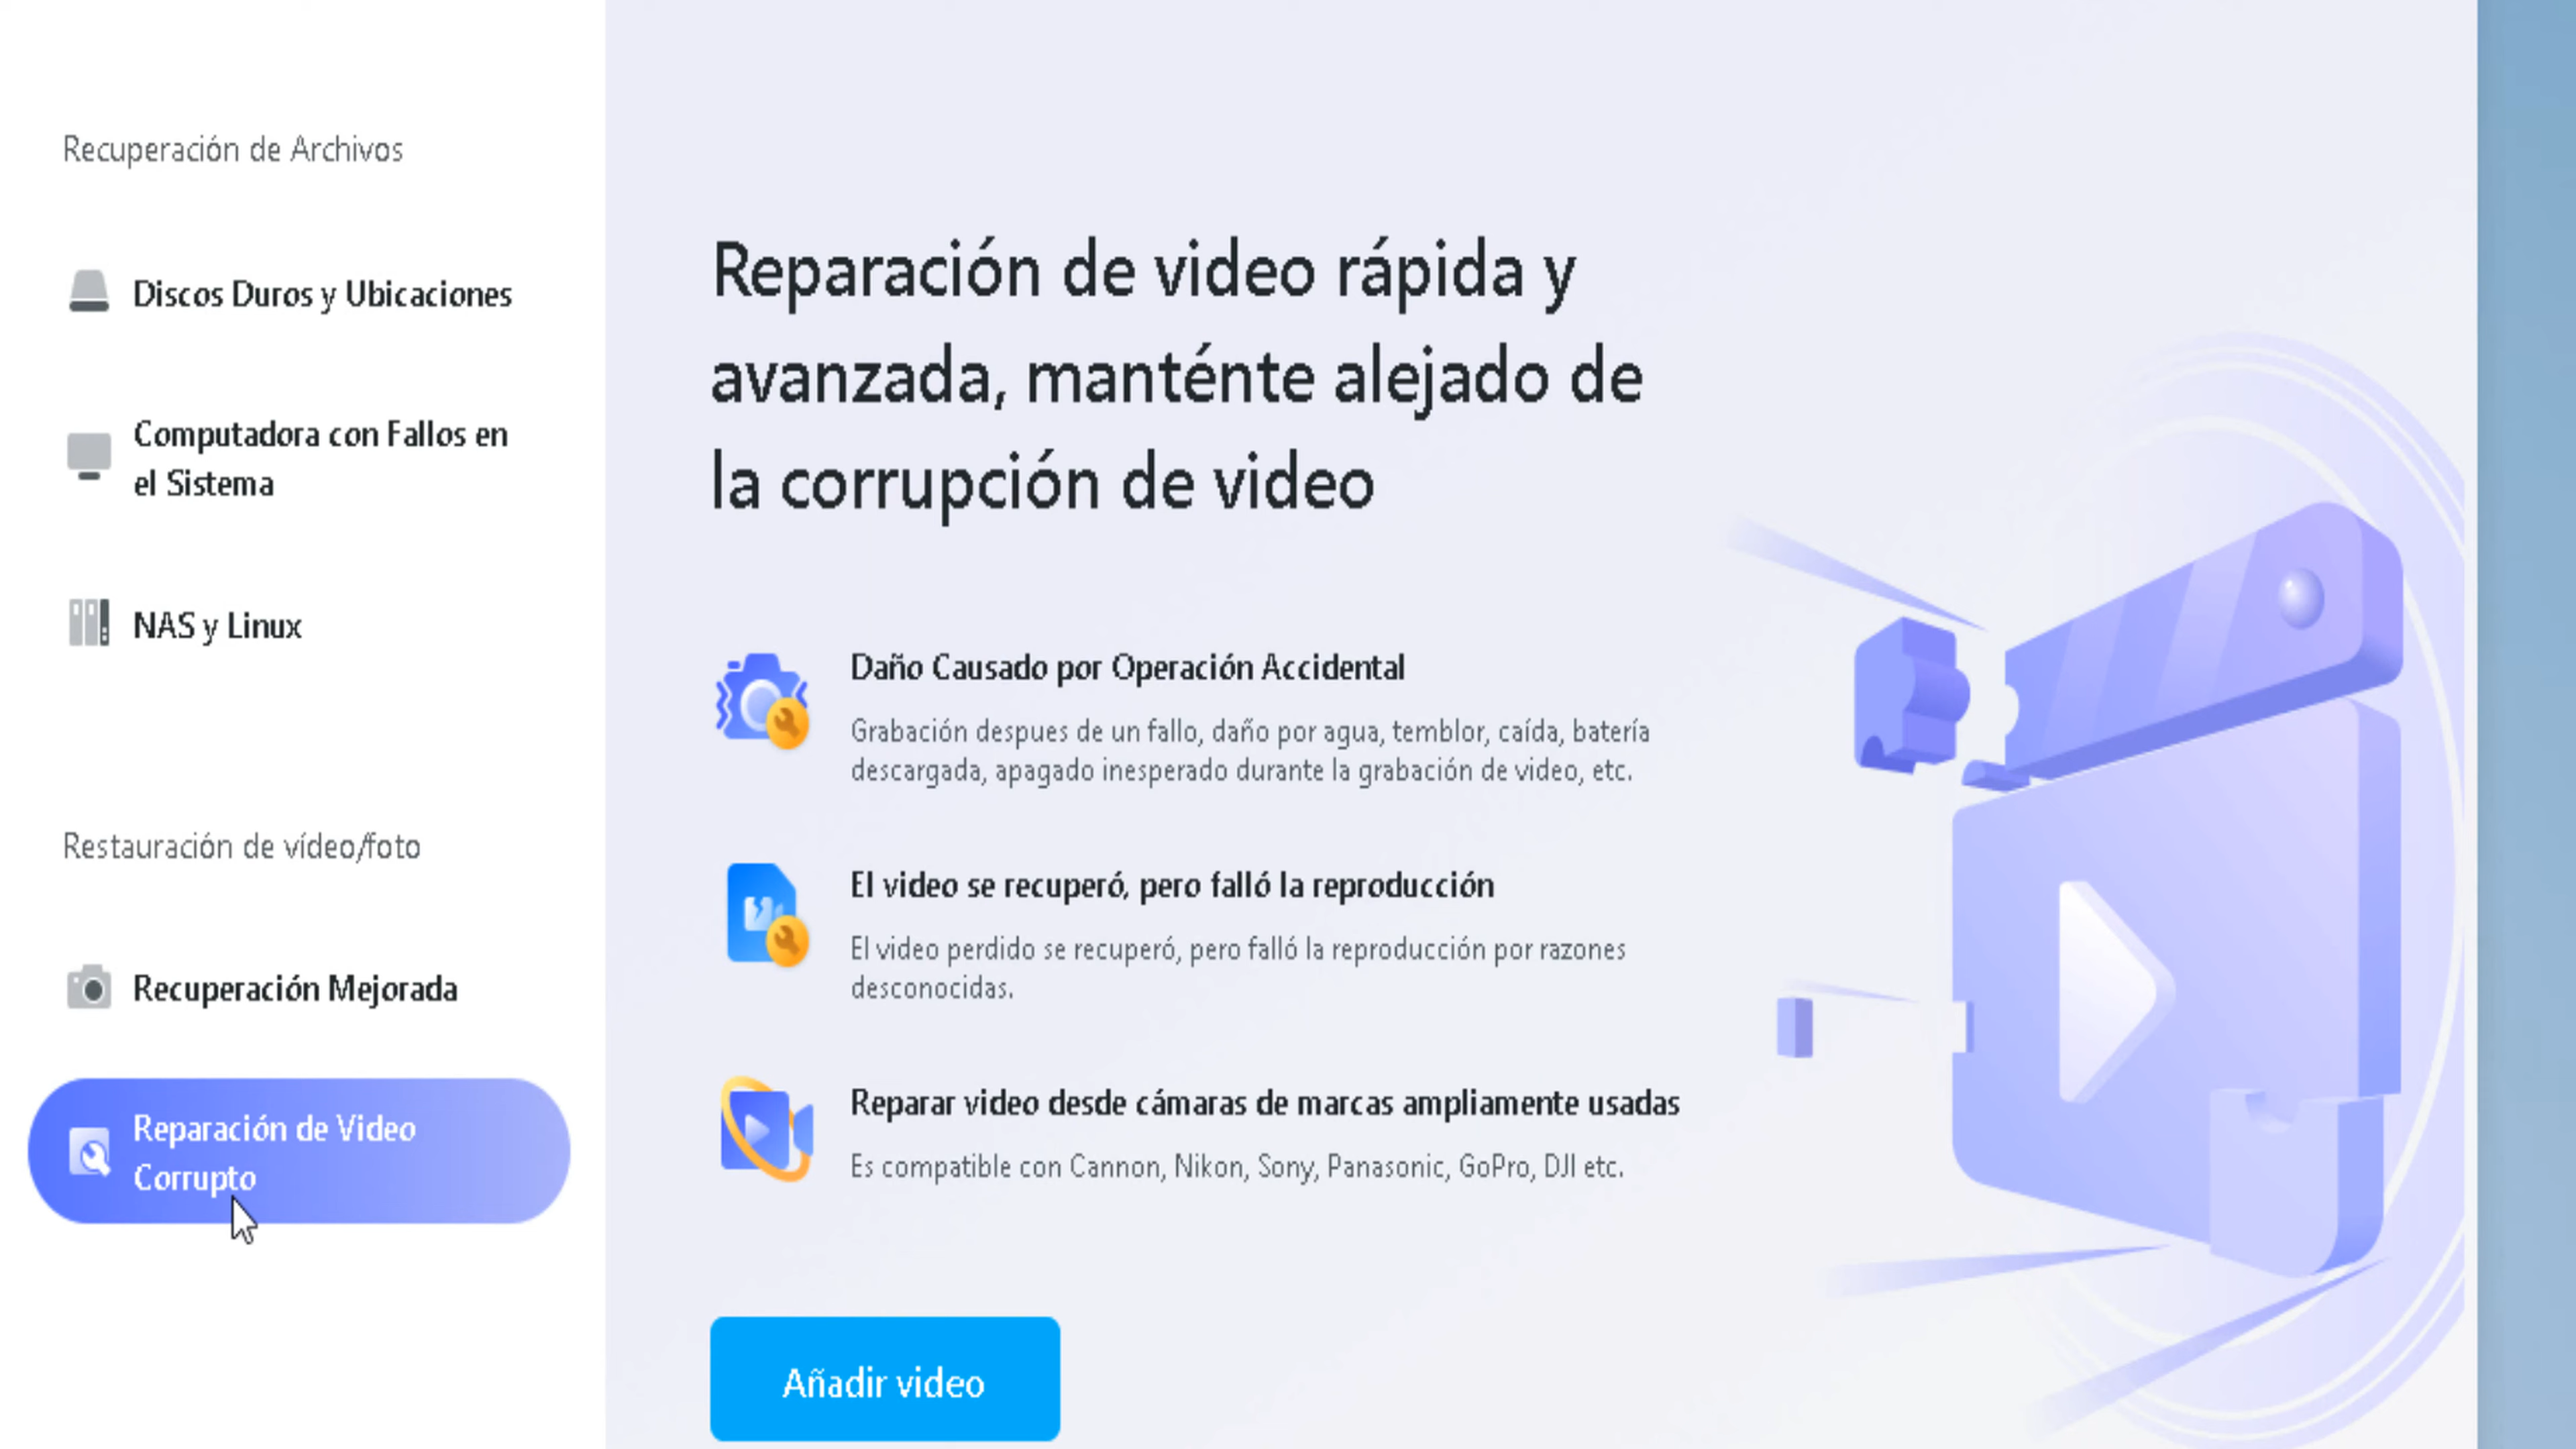 Recuperación de Archivos
Discos Duros y Ubicaciones
Computadora con Fallos en
el Sistema
NAS y Linux
Restauración de vídeo/foto
Recuperación Mejorada
Reparación de Video
Corrupto
Reparación de video rápida y
avanzada, manténte alejado de
la corrupción de video
Daño Causado por Operación Accidental
Grabación despues de un fallo, daño por agua, temblor, caída, batería
descargada, apagado inesperado durante la grabación de video, etc.
El video se recuperó, pero falló la reproducción
El video perdido se recuperó, pero falló la reproducción por razones
desconocidas.
Reparar video desde cámaras de marcas ampliamente usadas
Es compatible con Cannon, Nikon, Sony, Panasonic, GoPro, DJI etc.
Añadir video